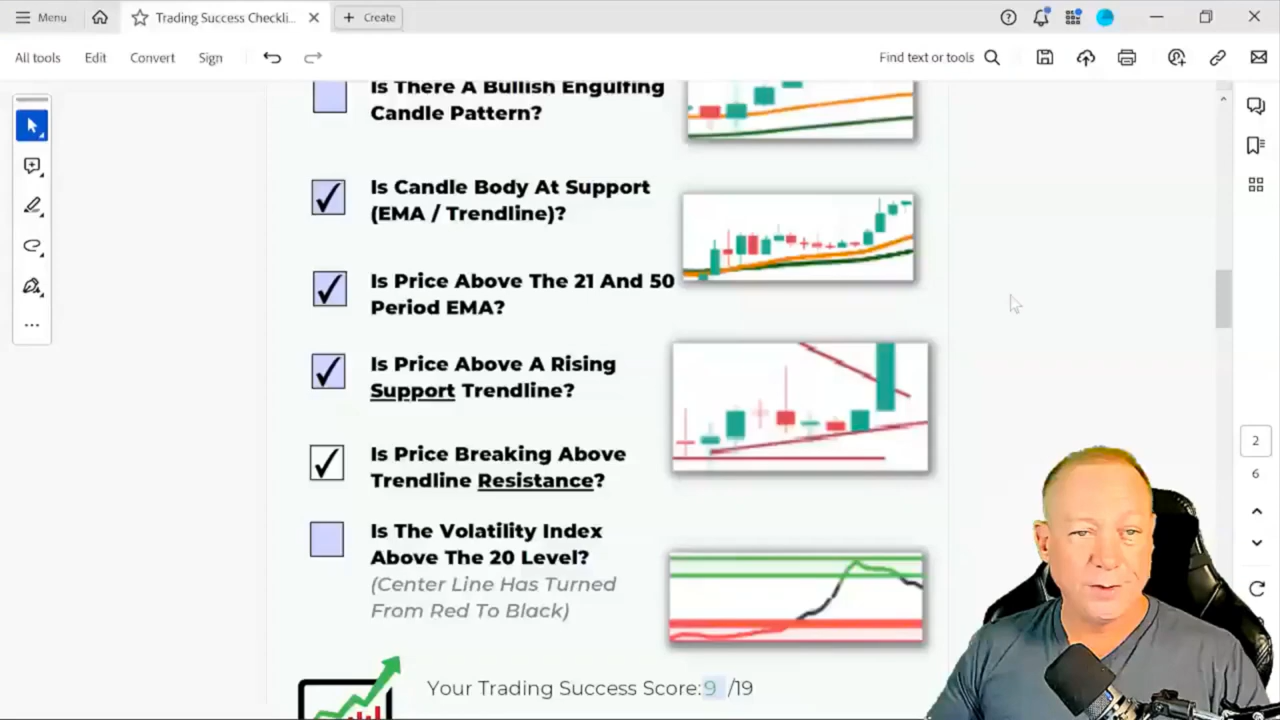 Menu
Trading Success Checkli...
Create
All tools
Edit
Convert
Sign
Find text or tools
Is There A Bullish Engulfing
Candle Pattern?
Is Candle Body At Support
(EMA / Trendline)?
Is Price Above The 21 And 50
Period EMA?
Is Price Above A Rising
Support Trendline?
Is Price Breaking Above
Trendline Resistance?
Is The Volatility Index
Above The 20 Level?
(Center Line Has Turned
From Red To Black)
Your Trading Success Score: 9 /19
2
6